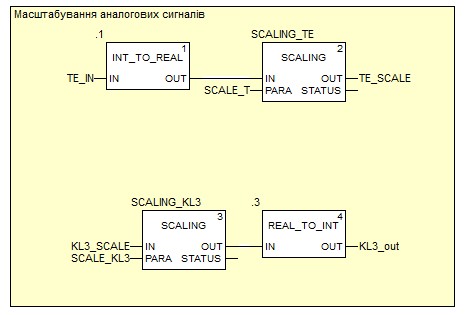 Масштабування аналогових сигналів
.1
SCALING_TE
1
2
INT_TO_REAL
SCALING
TE_IN
IN
OUT
IN
OUT
TE_SCALE
SCALE_T
PARA
STATUS
SCALING_KL3
.3
3
4
SCALING
REAL_TO_INT
KL3_SCALE
IN
OUT
IN
OUT
KL3_out
SCALE_KL3
PARA
STATUS